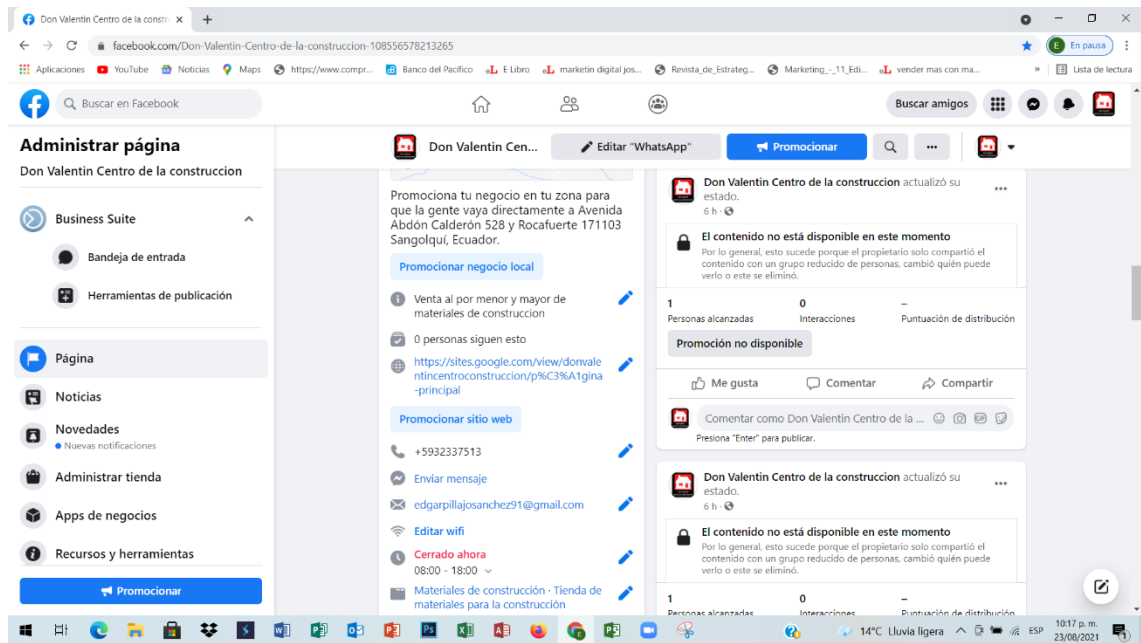 Don Valentin Centro de la constr
facebook.com/Don-Valentin-Centro-de-la-construccion-108556578213265
E En pausa
Aplicaciones YouTube Noticias Maps https://www.compr... Banco del Pacífico E Libro marketin digital jos... Revista_de_Estrateg... Marketing_-_11_Edi... vender mas con ma... » Lista de lectura
Buscar en Facebook
Buscar amigos
Administrar página
Don Valentin Centro de la construccion
Business Suite
Bandeja de entrada
Herramientas de publicación
Página
Noticias
Novedades
Nuevas notificaciones
Administrar tienda
Apps de negocios
Recursos y herramientas
Promocionar
Don Valentin Cen...
Editar "WhatsApp"
Promocionar
Promociona tu negocio en tu zona para
que la gente vaya directamente a Avenida
Abdón Calderón 528 y Rocafuerte 171103
Sangolquí, Ecuador.
Promocionar negocio local
Venta al por menor y mayor de
materiales de construccion
0 personas siguen esto
https://sites.google.com/view/donvale
ntincentroconstruccion/p%C3%A1gina
-principal
Promocionar sitio web
+5932337513
Enviar mensaje
edgarpillajosanchez91@gmail.com
Editar wifi
Cerrado ahora
08:00 - 18:00
Materiales de construcción · Tienda de
materiales para la construcción
Don Valentin Centro de la construccion actualizó su
estado.
6 h ·
El contenido no está disponible en este momento
Por lo general, esto sucede porque el propietario solo compartió el
contenido con un grupo reducido de personas, cambió quién puede
verlo o este se eliminó.
1 0 –
Personas alcanzadas Interacciones Puntuación de distribución
Promoción no disponible
Me gusta Comentar Compartir
Comentar como Don Valentin Centro de la ...
Presiona "Enter" para publicar.
Don Valentin Centro de la construccion actualizó su
estado.
6 h ·
El contenido no está disponible en este momento
Por lo general, esto sucede porque el propietario solo compartió el
contenido con un grupo reducido de personas, cambió quién puede
verlo o este se eliminó.
1 0 –
Personas alcanzadas Interacciones Puntuación de distribución
14°C Lluvia ligera ESP
10:17 p. m.
23/08/2021